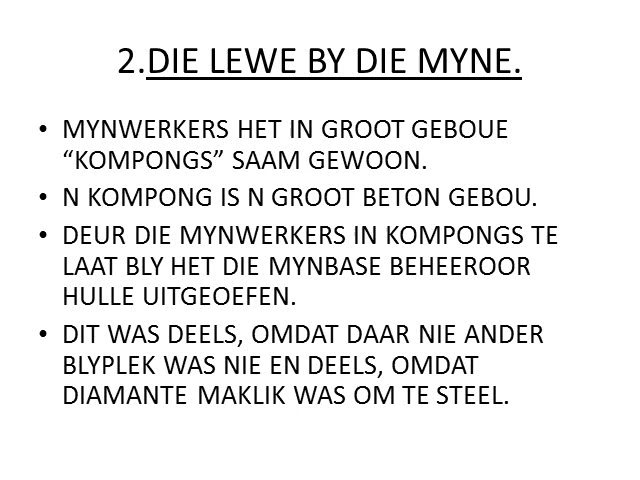 2.DIE LEWE BY DIE MYNE.
• MYNWERKERS HET IN GROOT GEBOUE
“KOMPONGS” SAAM GEWOON.
• N KOMPONG IS N GROOT BETON GEBOU.
• DEUR DIE MYNWERKERS IN KOMPONGS TE
LAAT BLY HET DIE MYNBASE BEHEEROOR
HULLE UITGEOEFEN.
• DIT WAS DEELS, OMDAT DAAR NIE ANDER
BLYPLEK WAS NIE EN DEELS, OMDAT
DIAMANTE MAKLIK WAS OM TE STEEL.